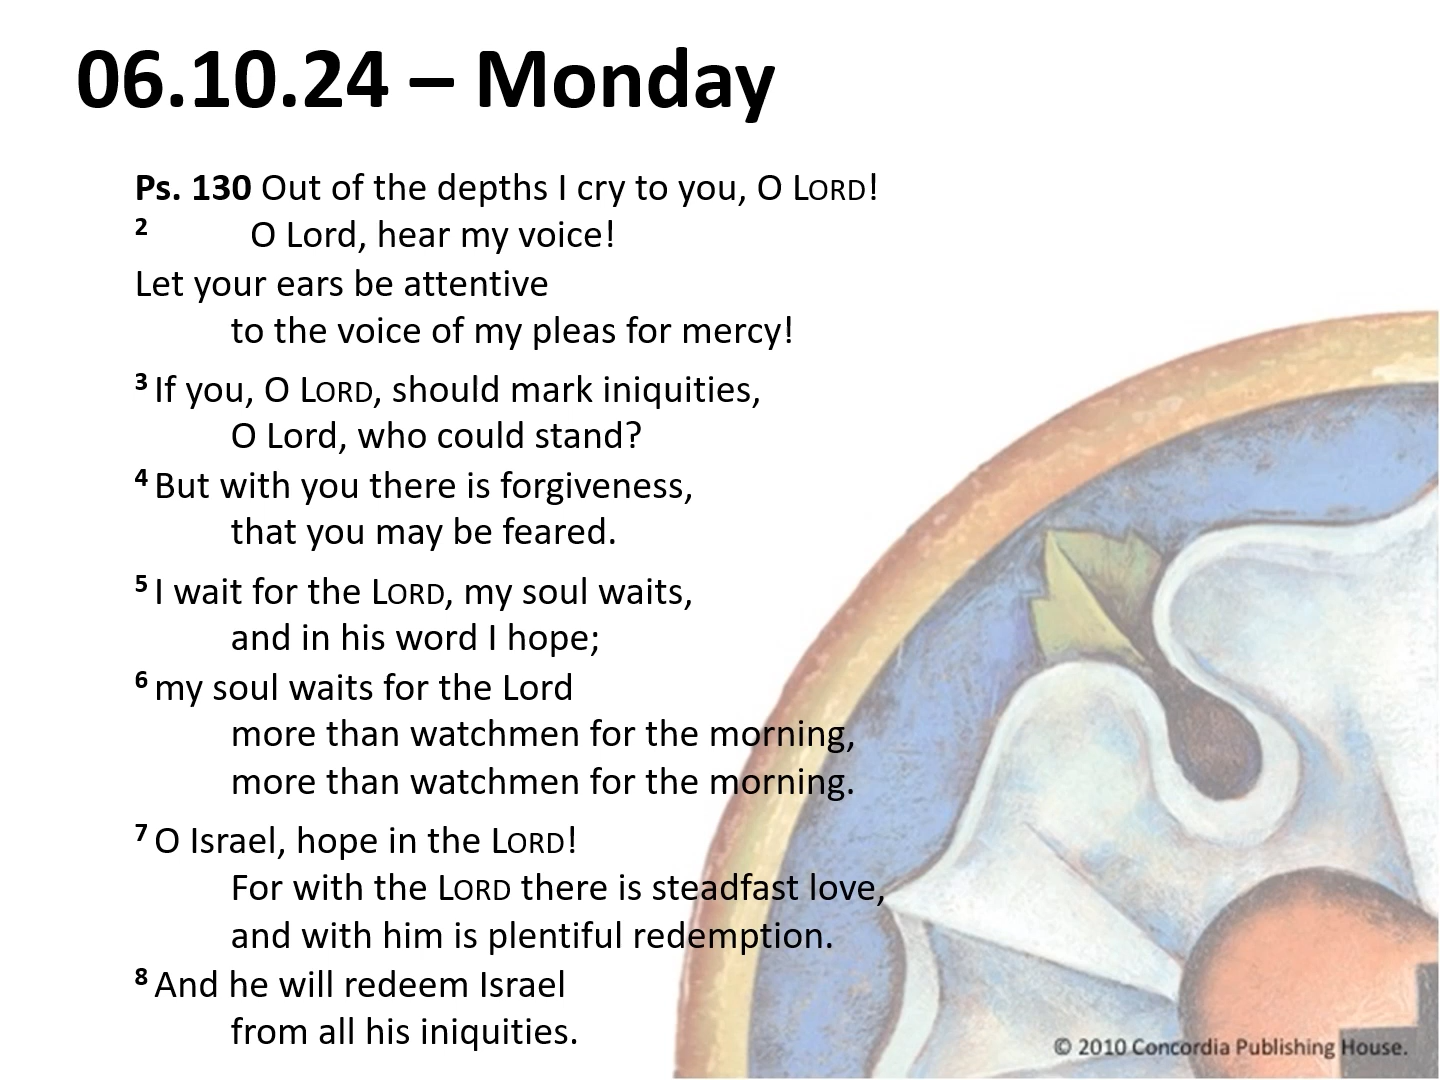 06.10.24 – Monday
Ps. 130 Out of the depths I cry to you, O LORD!
2 O Lord, hear my voice!
Let your ears be attentive
to the voice of my pleas for mercy!
3 If you, O LORD, should mark iniquities,
O Lord, who could stand?
4 But with you there is forgiveness,
that you may be feared.
5 I wait for the LORD, my soul waits,
and in his word I hope;
6 my soul waits for the Lord
more than watchmen for the morning,
more than watchmen for the morning.
7 O Israel, hope in the LORD!
For with the LORD there is steadfast love,
and with him is plentiful redemption.
8 And he will redeem Israel
from all his iniquities.
© 2010 Concordia Publishing House.